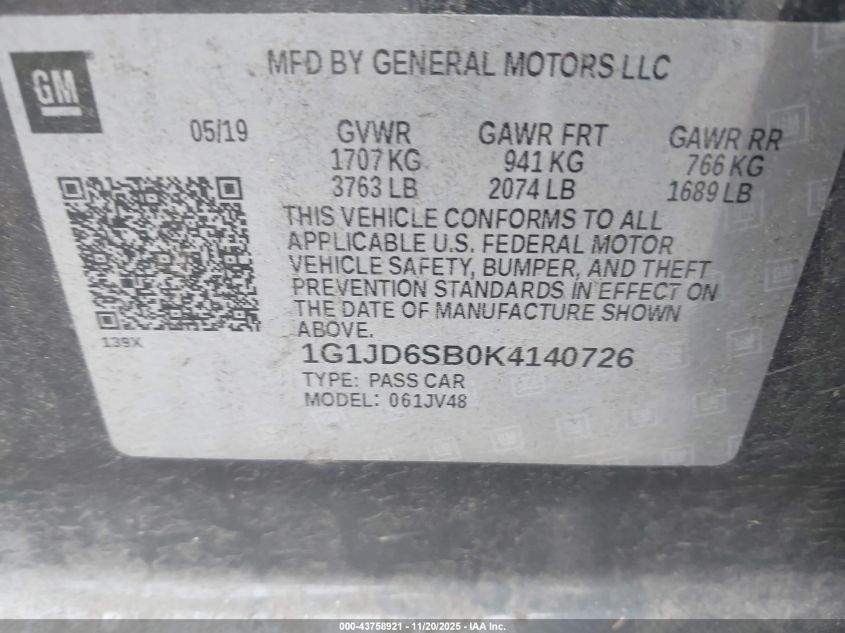 GM
MFD BY GENERAL MOTORS LLC
05/19 GVWR GAWR FRT GAWR RR
1707 KG 941 KG 766 KG
3763 LB 2074 LB 1689 LB
THIS VEHICLE CONFORMS TO ALL
APPLICABLE U.S. FEDERAL MOTOR
VEHICLE SAFETY, BUMPER, AND THEFT
PREVENTION STANDARDS IN EFFECT ON
THE DATE OF MANUFACTURE SHOWN
ABOVE.
139X
1G1JD6SB0K4140726
TYPE: PASS CAR
MODEL: 061JV48
000-43758921 - 11/20/2025 - IAA Inc.